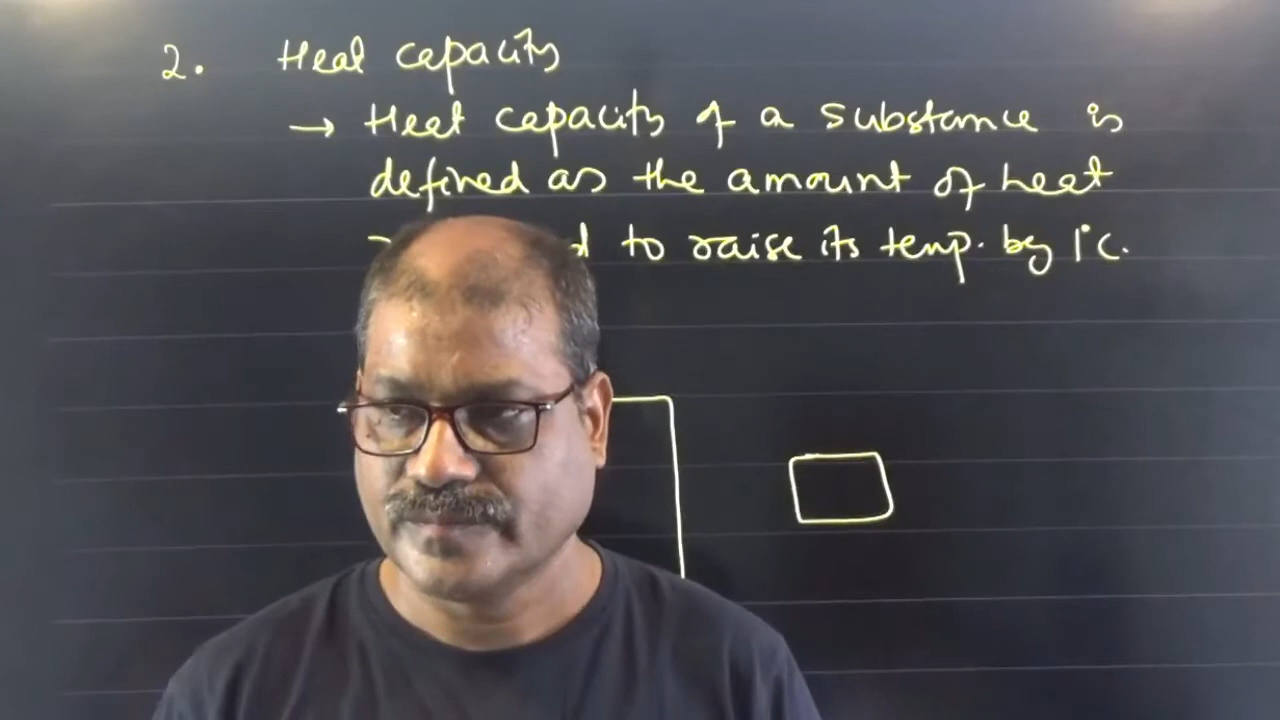 2. Heat capacity
→ Heat capacity of a substance is
defined as the amount of heat
to raise its temp. by 1°c.